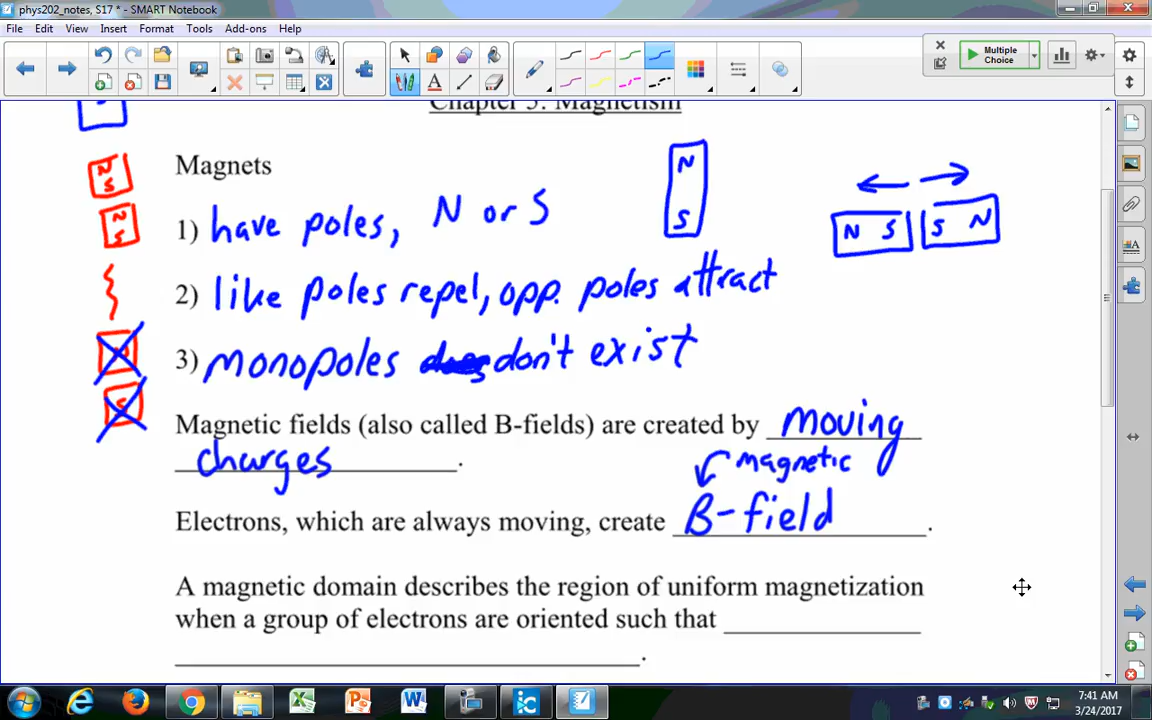 phys202_notes, S17 * - SMART Notebook
File Edit View Insert Format Tools Add-ons Help
Multiple Choice
Chapter 5: Magnetism
Magnets
N
S
N
S
N
S
N S S N
1) have poles, N or S
2) like poles repel, opp. poles attract
3) monopoles don't exist
S
Magnetic fields (also called B-fields) are created by moving
charges.
magnetic
Electrons, which are always moving, create B-field.
A magnetic domain describes the region of uniform magnetization
when a group of electrons are oriented such that
7:41 AM
3/24/2017